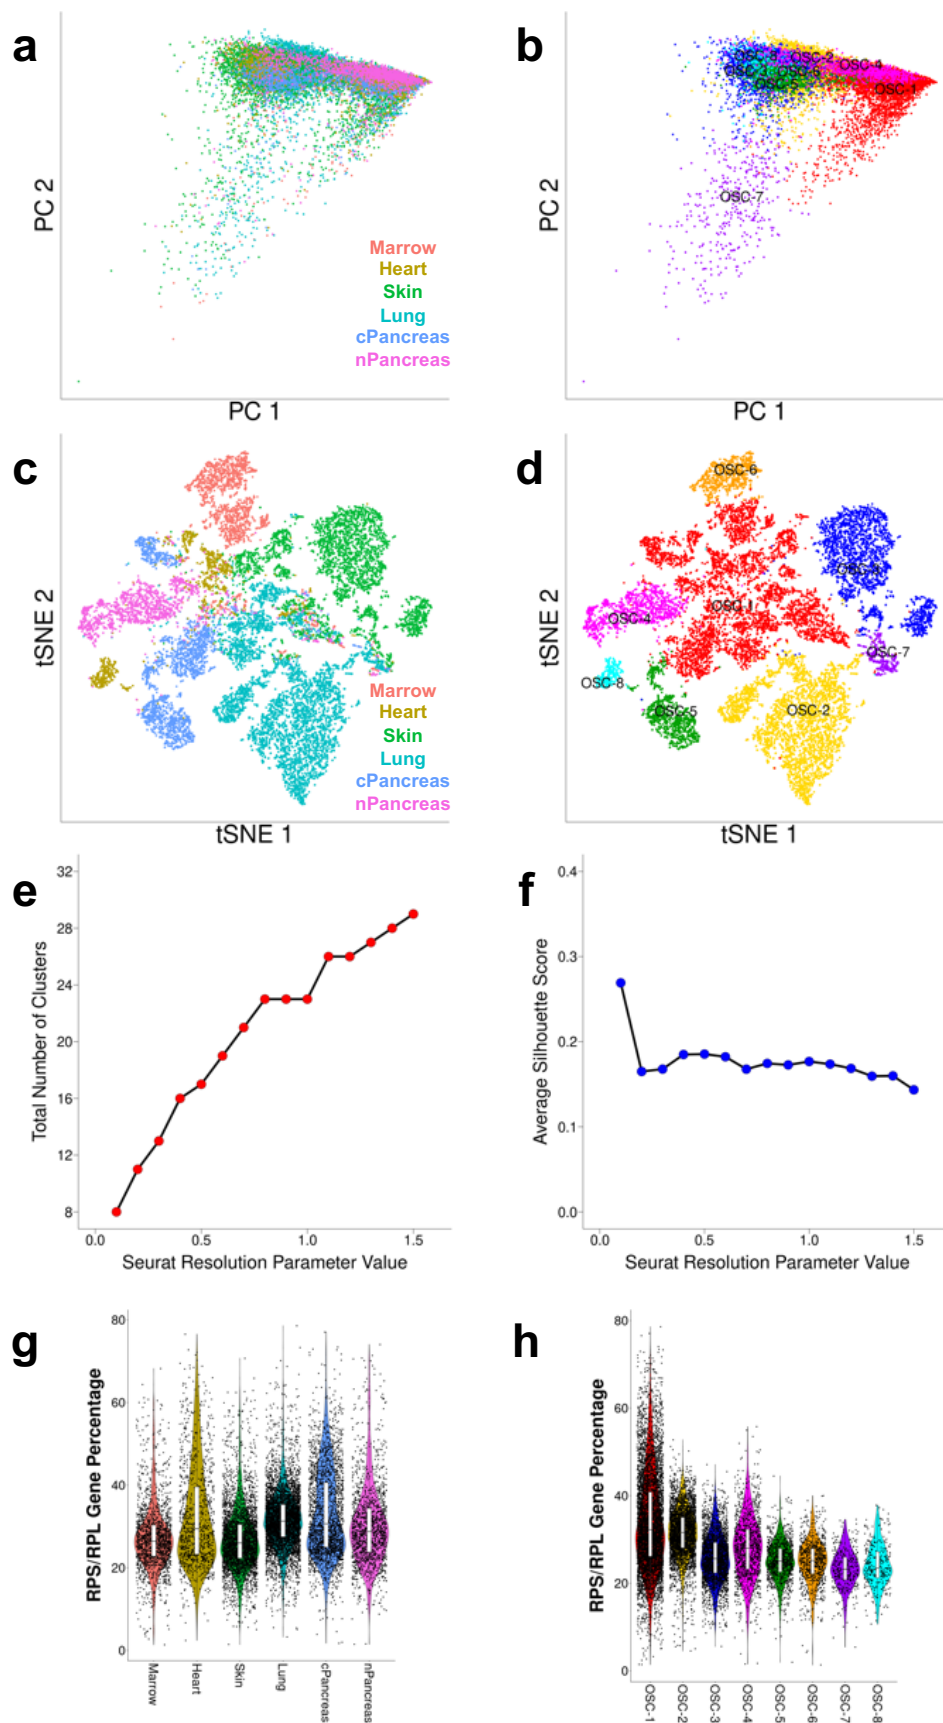 a
PC 2
Marrow
Heart
Skin
Lung
cPancreas
nPancreas
PC 1
b
PC 2
OSC-2
OSC-4
OSC-6
OSC-1
OSC-5
OSC-7
PC 1
c
tSNE 2
Marrow
Heart
Skin
Lung
cPancreas
nPancreas
tSNE 1
d
tSNE 2
OSC-6
OSC-1
OSC-4
OSC-7
OSC-8
OSC-5
OSC-2
tSNE 1
e
Total Number of Clusters
32
28
24
20
16
12
8
0.0 0.5 1.0 1.5
Seurat Resolution Parameter Value
f
Average Silhouette Score
0.4
0.3
0.2
0.1
0.0
0.0 0.5 1.0 1.5
Seurat Resolution Parameter Value
g
RPS/RPL Gene Percentage
80
60
40
20
0
Marrow
Heart
Skin
Lung
cPancreas
nPancreas
h
RPS/RPL Gene Percentage
80
60
40
20
0
OSC-1
OSC-2
OSC-3
OSC-4
OSC-5
OSC-6
OSC-7
OSC-8